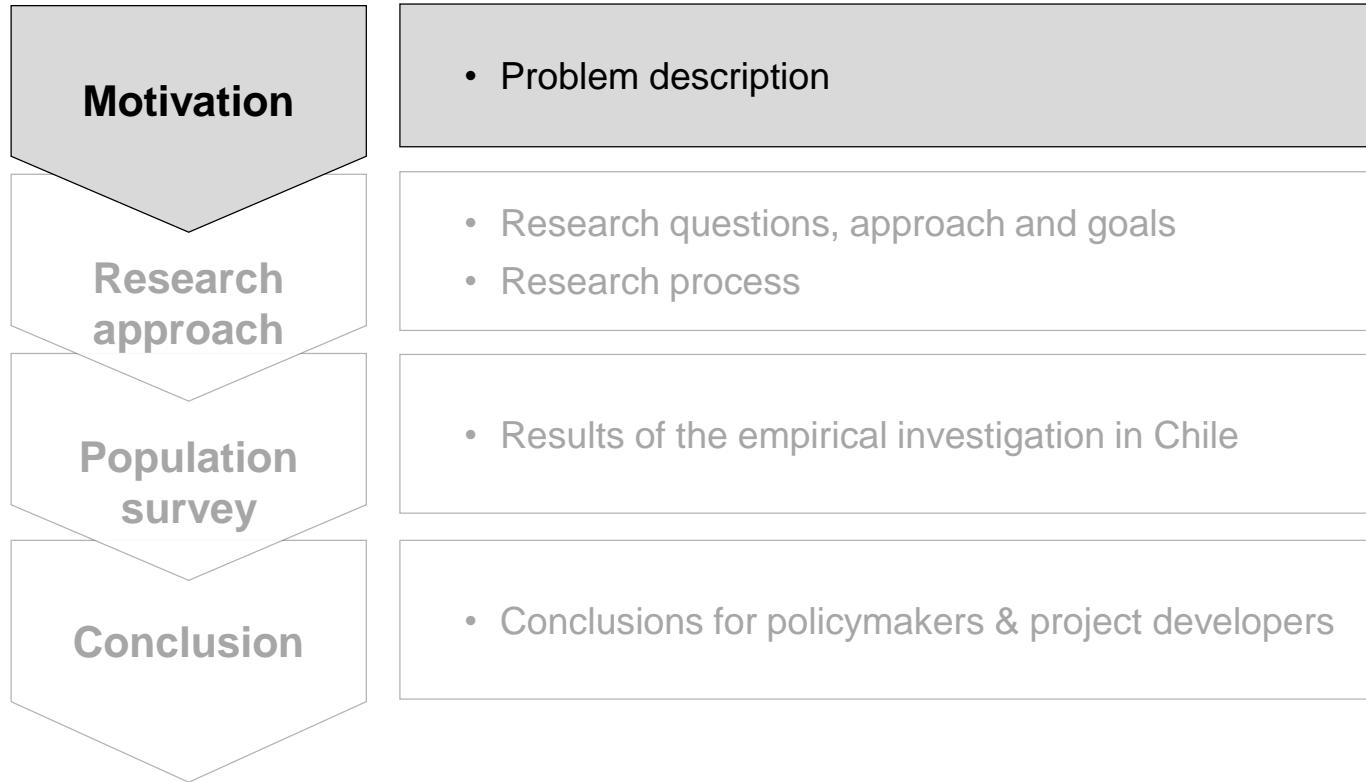 Motivation
• Problem description
Research
approach
• Research questions, approach and goals
• Research process
Population
survey
• Results of the empirical investigation in Chile
Conclusion
• Conclusions for policymakers & project developers